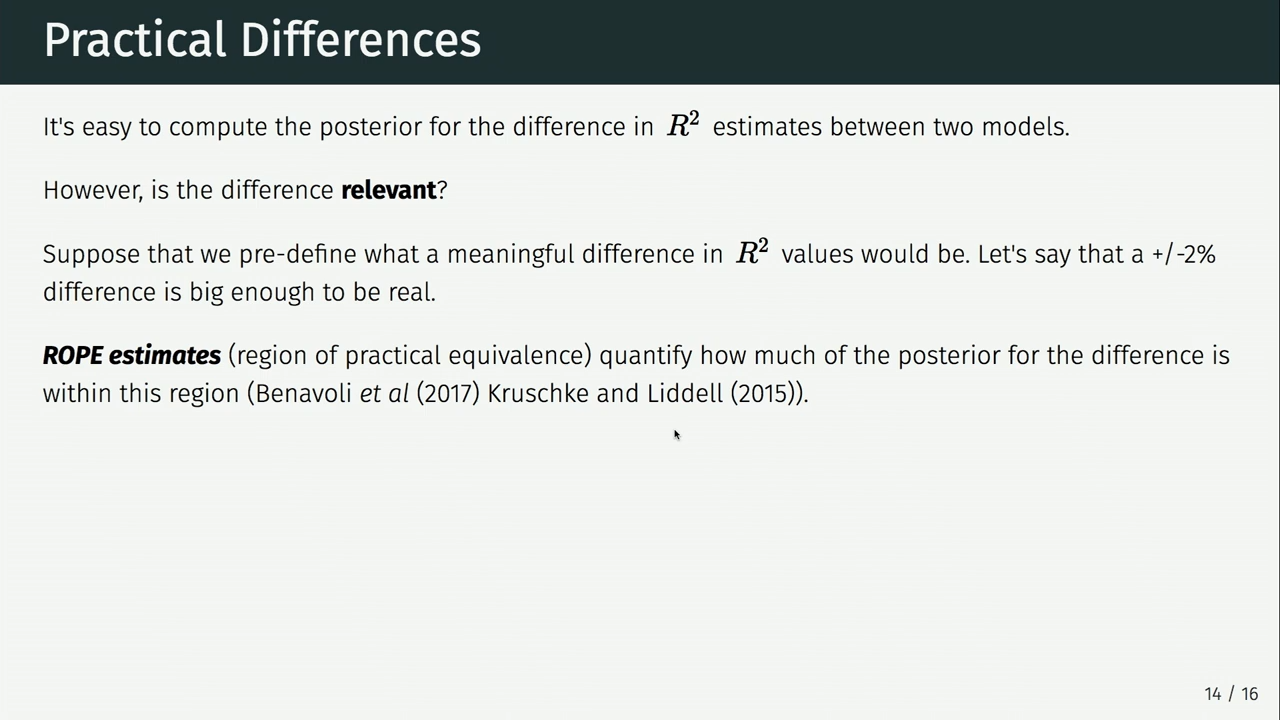 Practical Differences
It's easy to compute the posterior for the difference in R² estimates between two models.
However, is the difference relevant?
Suppose that we pre-define what a meaningful difference in R² values would be. Let's say that a +/-2%
difference is big enough to be real.
ROPE estimates (region of practical equivalence) quantify how much of the posterior for the difference is
within this region (Benavoli et al (2017) Kruschke and Liddell (2015)).
14 / 16